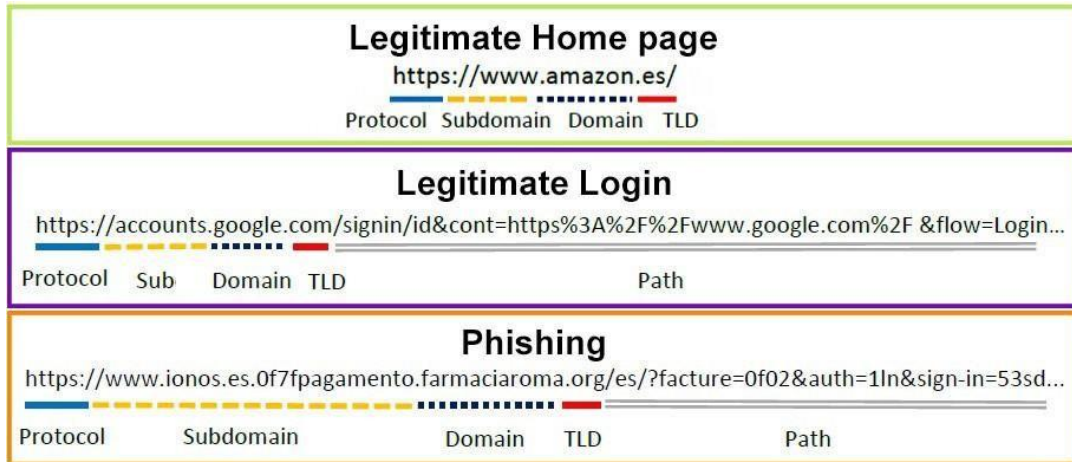 Legitimate Home page
https://www.amazon.es/
Protocol Subdomain Domain TLD
Legitimate Login
https://accounts.google.com/signin/id&cont=https%3A%2F%2Fwww.google.com%2F &flow=Login...
Protocol Sub Domain TLD Path
Phishing
https://www.ionos.es.0f7fpagamento.farmaciaroma.org/es/?facture=0f02&auth=1ln&sign-in=53sd...
Protocol Subdomain Domain TLD Path